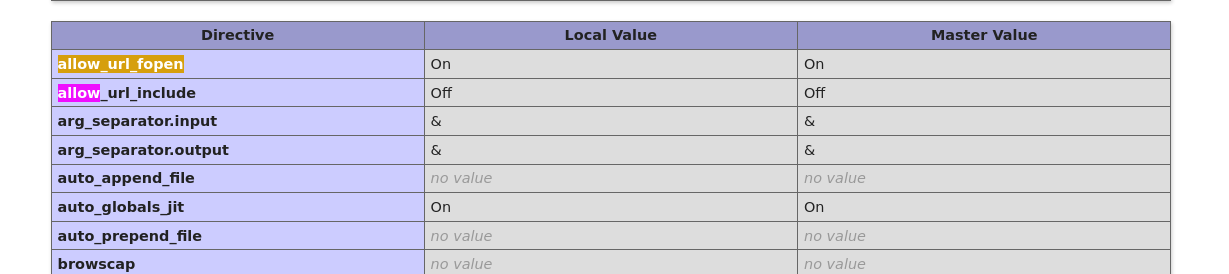 Directive Local Value Master Value
allow_url_fopen On On
allow_url_include Off Off
arg_separator.input & &
arg_separator.output & &
auto_append_file no value no value
auto_globals_jit On On
auto_prepend_file no value no value
browscap no value no value